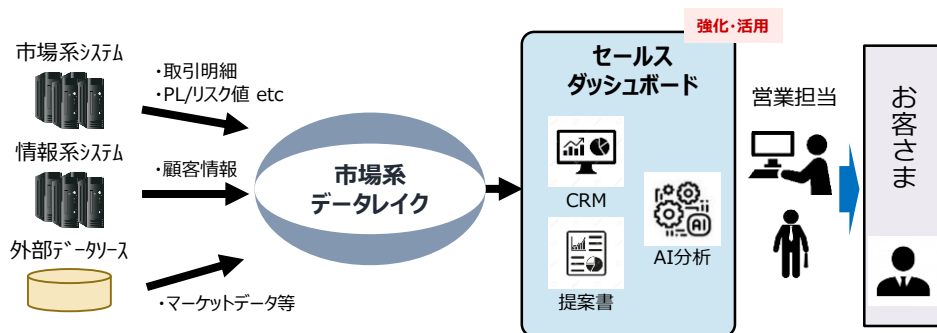 市場系システム
・取引明細
・PL/リスク値 etc
情報系システム
・顧客情報
外部データソース
・マーケットデータ等
市場系
データレイク
強化・活用
セールス
ダッシュボード
CRM
提案書
AI
AI分析
営業担当
お客さま